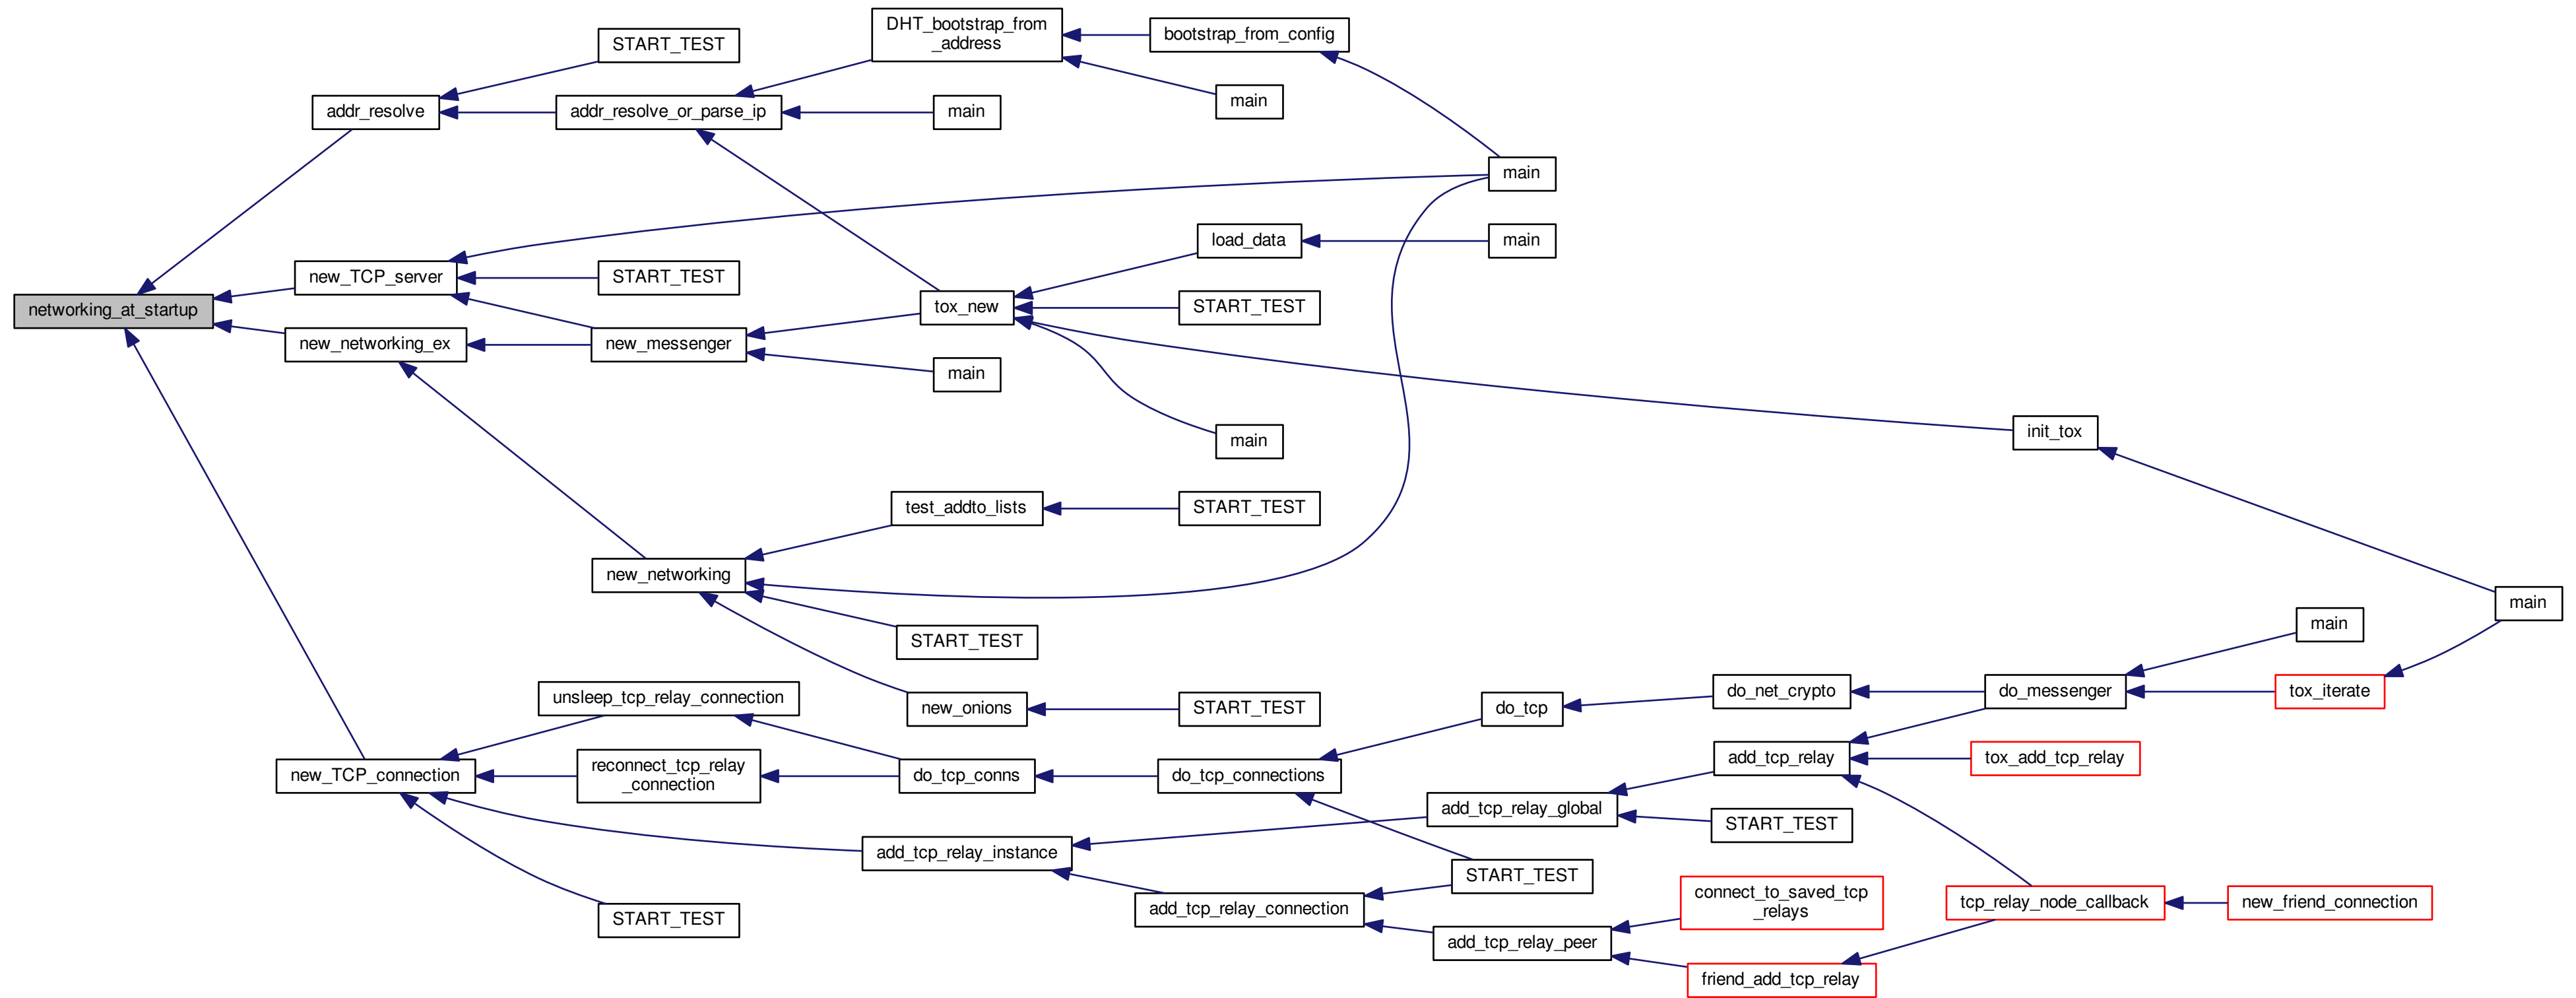 DHT_bootstrap_from
_address
bootstrap_from_config
START_TEST
main
addr_resolve
addr_resolve_or_parse_ip
main
main
load_data
main
new_TCP_server
START_TEST
networking_at_startup
tox_new
START_TEST
new_networking_ex
new_messenger
main
main
init_tox
test_addto_lists
START_TEST
new_networking
main
START_TEST
main
unsleep_tcp_relay_connection
new_onions
START_TEST
do_tcp
do_net_crypto
do_messenger
tox_iterate
new_TCP_connection
reconnect_tcp_relay
_connection
do_tcp_conns
do_tcp_connections
add_tcp_relay
tox_add_tcp_relay
add_tcp_relay_global
START_TEST
add_tcp_relay_instance
START_TEST
connect_to_saved_tcp
_relays
add_tcp_relay_connection
tcp_relay_node_callback
new_friend_connection
START_TEST
add_tcp_relay_peer
friend_add_tcp_relay